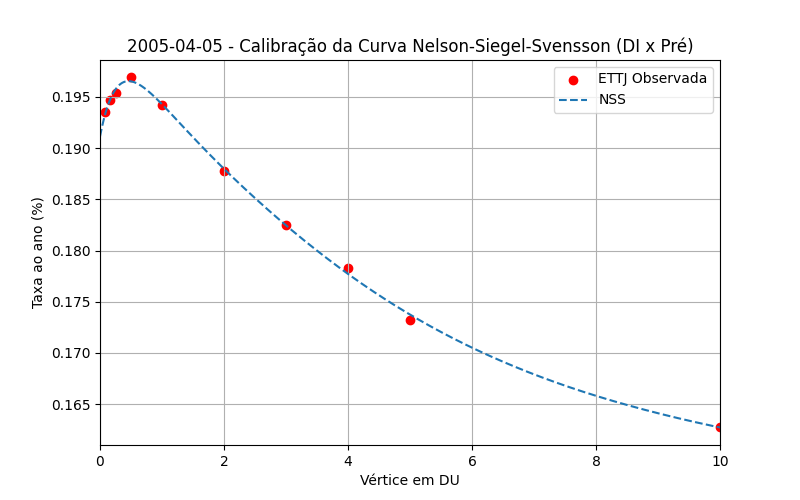 2005-04-05 - Calibração da Curva Nelson-Siegel-Svensson (DI x Pré)
ETTJ Observada
NSS
Taxa ao ano (%)
0.195
0.190
0.185
0.180
0.175
0.170
0.165
0 2 4 6 8 10
Vértice em DU